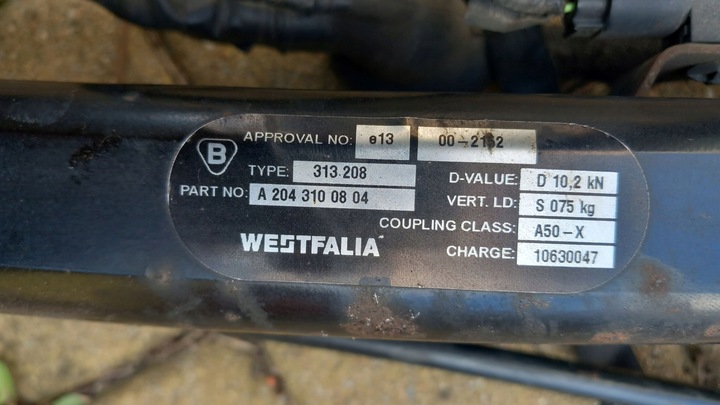 APPROVAL NO: e13 00-2132
B
TYPE: 313 208
PART NO: A 204 310 08 04
D-VALUE: D 10,2 kN
VERT. LD: S 075 kg
COUPLING CLASS: A50-X
WESTFALIA
CHARGE: 10630047